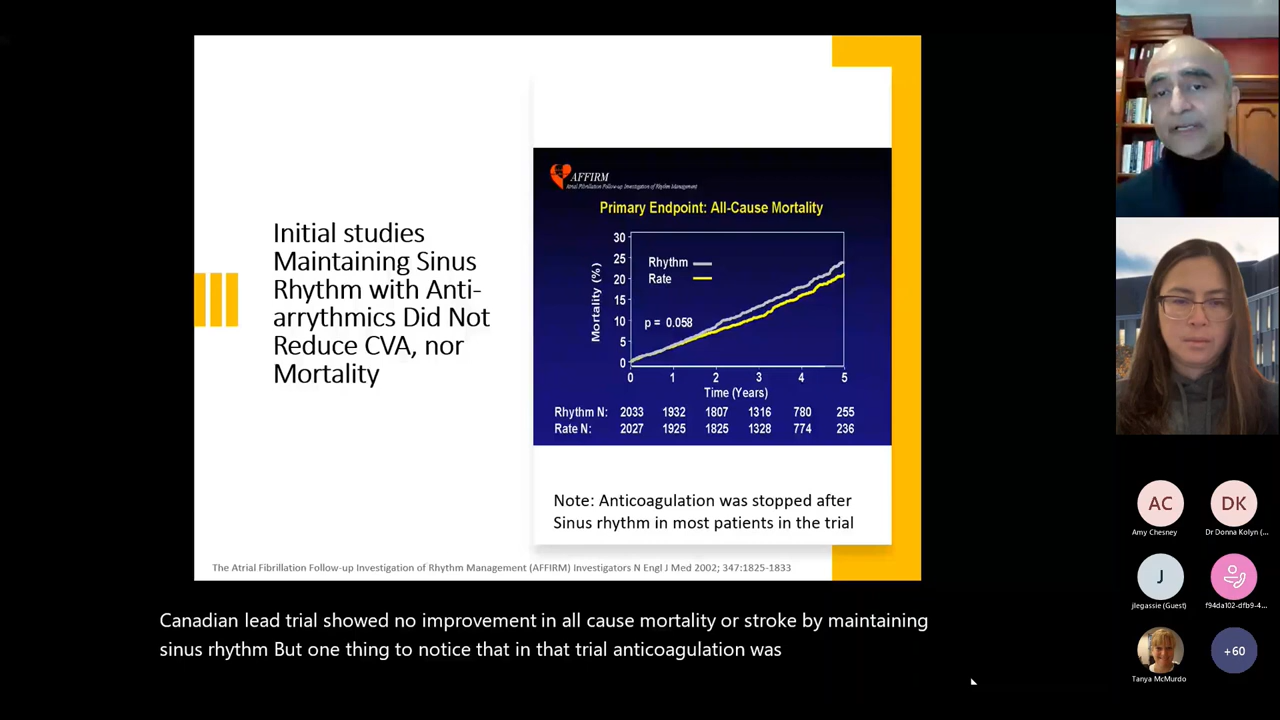 Initial studies
Maintaining Sinus
Rhythm with Anti-
arrythmics Did Not
Reduce CVA, nor
Mortality
AFFIRM
Atrial Fibrillation Follow-up Investigation of Rhythm Management
Primary Endpoint: All-Cause Mortality
Mortality (%)
30
25
20
15
10
5
0
Rhythm
Rate
p = 0.058
0 1 2 3 4 5
Time (Years)
Rhythm N: 2033 1932 1807 1316 780 255
Rate N: 2027 1925 1825 1328 774 236
Note: Anticoagulation was stopped after
Sinus rhythm in most patients in the trial
The Atrial Fibrillation Follow-up Investigation of Rhythm Management (AFFIRM) Investigators N Engl J Med 2002; 347:1825-1833
Canadian lead trial showed no improvement in all cause mortality or stroke by maintaining
sinus rhythm But one thing to notice that in that trial anticoagulation was
AC DK
Amy Chesney Dr Donna Kolyn (...
J
jlegassie (Guest) f94da102-dfb9-4...
+60
Tanya McMurdo